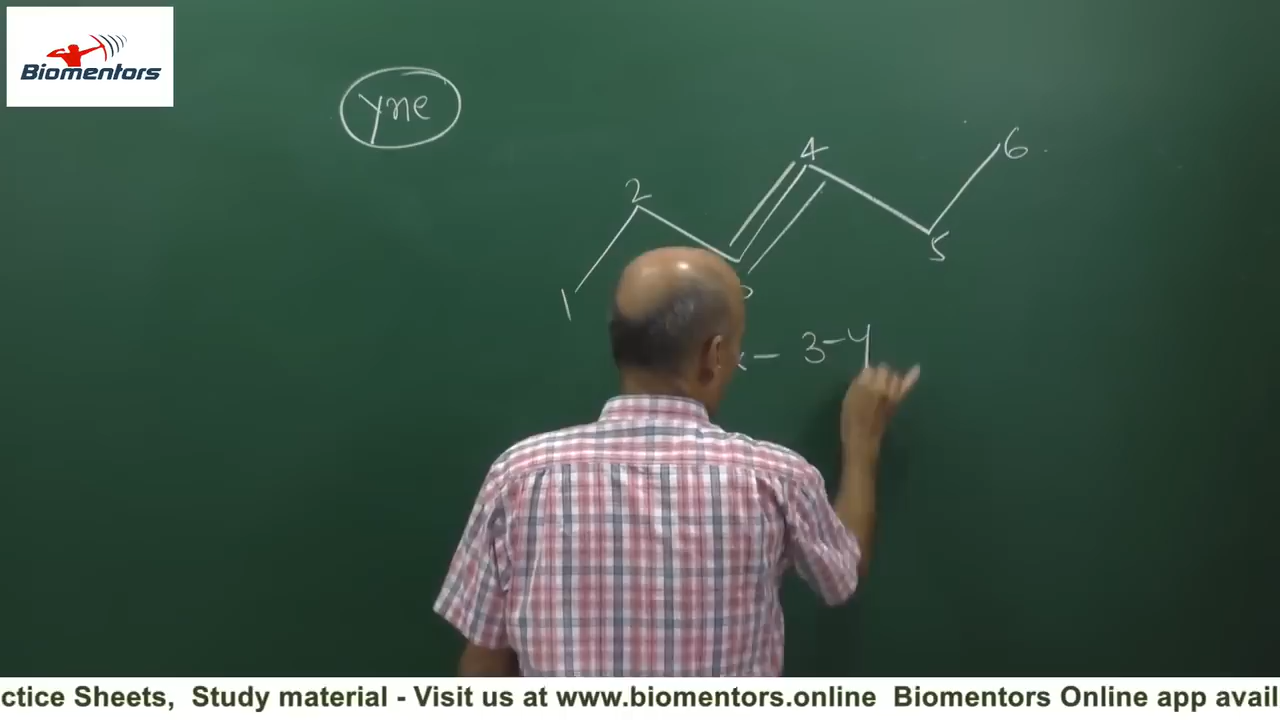 Biomentors
yne
4
6
2
5
1
x - 3-y
ctice Sheets, Study material - Visit us at www.biomentors.online Biomentors Online app avail